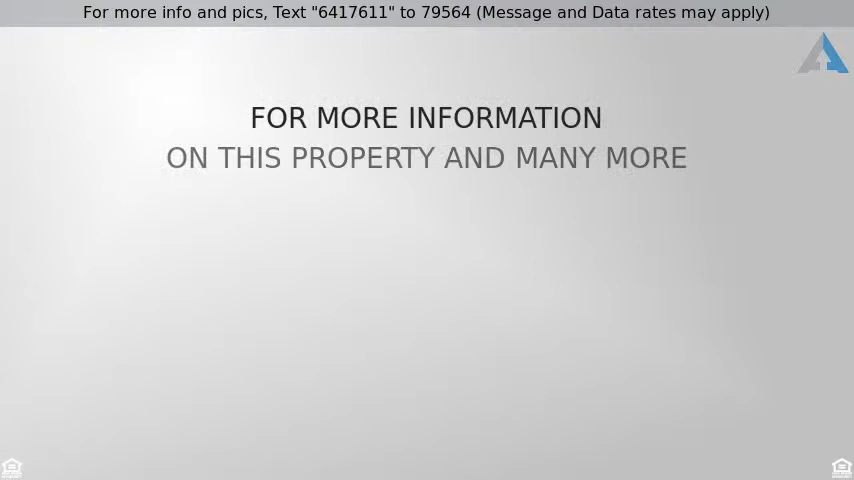 For more info and pics, Text "6417611" to 79564 (Message and Data rates may apply)
FOR MORE INFORMATION
ON THIS PROPERTY AND MANY MORE